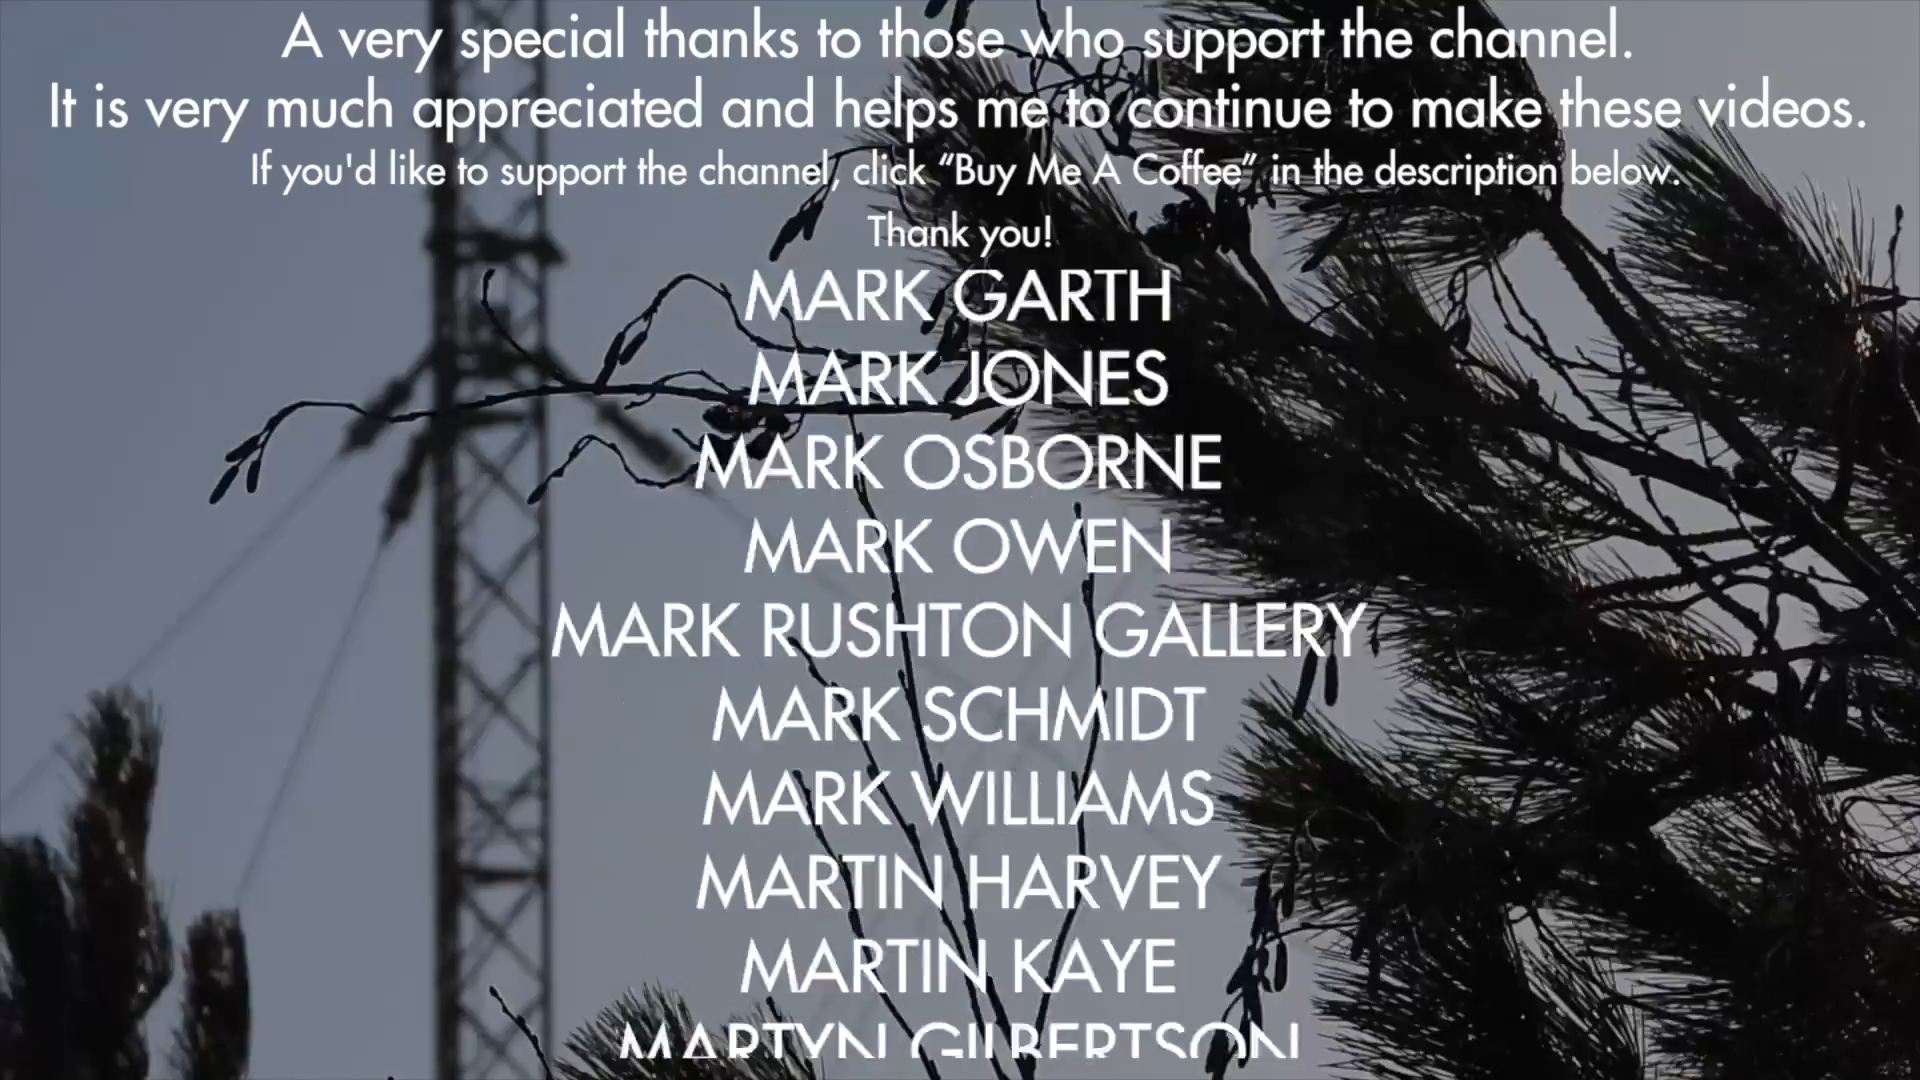 A very special thanks to those who support the channel.
It is very much appreciated and helps me to continue to make these videos.
If you'd like to support the channel, click “Buy Me A Coffee” in the description below.
Thank you!
MARK GARTH
MARK JONES
MARK OSBORNE
MARK OWEN
MARK RUSHTON GALLERY
MARK SCHMIDT
MARK WILLIAMS
MARTIN HARVEY
MARTIN KAYE
MARTYN GILBERTSON